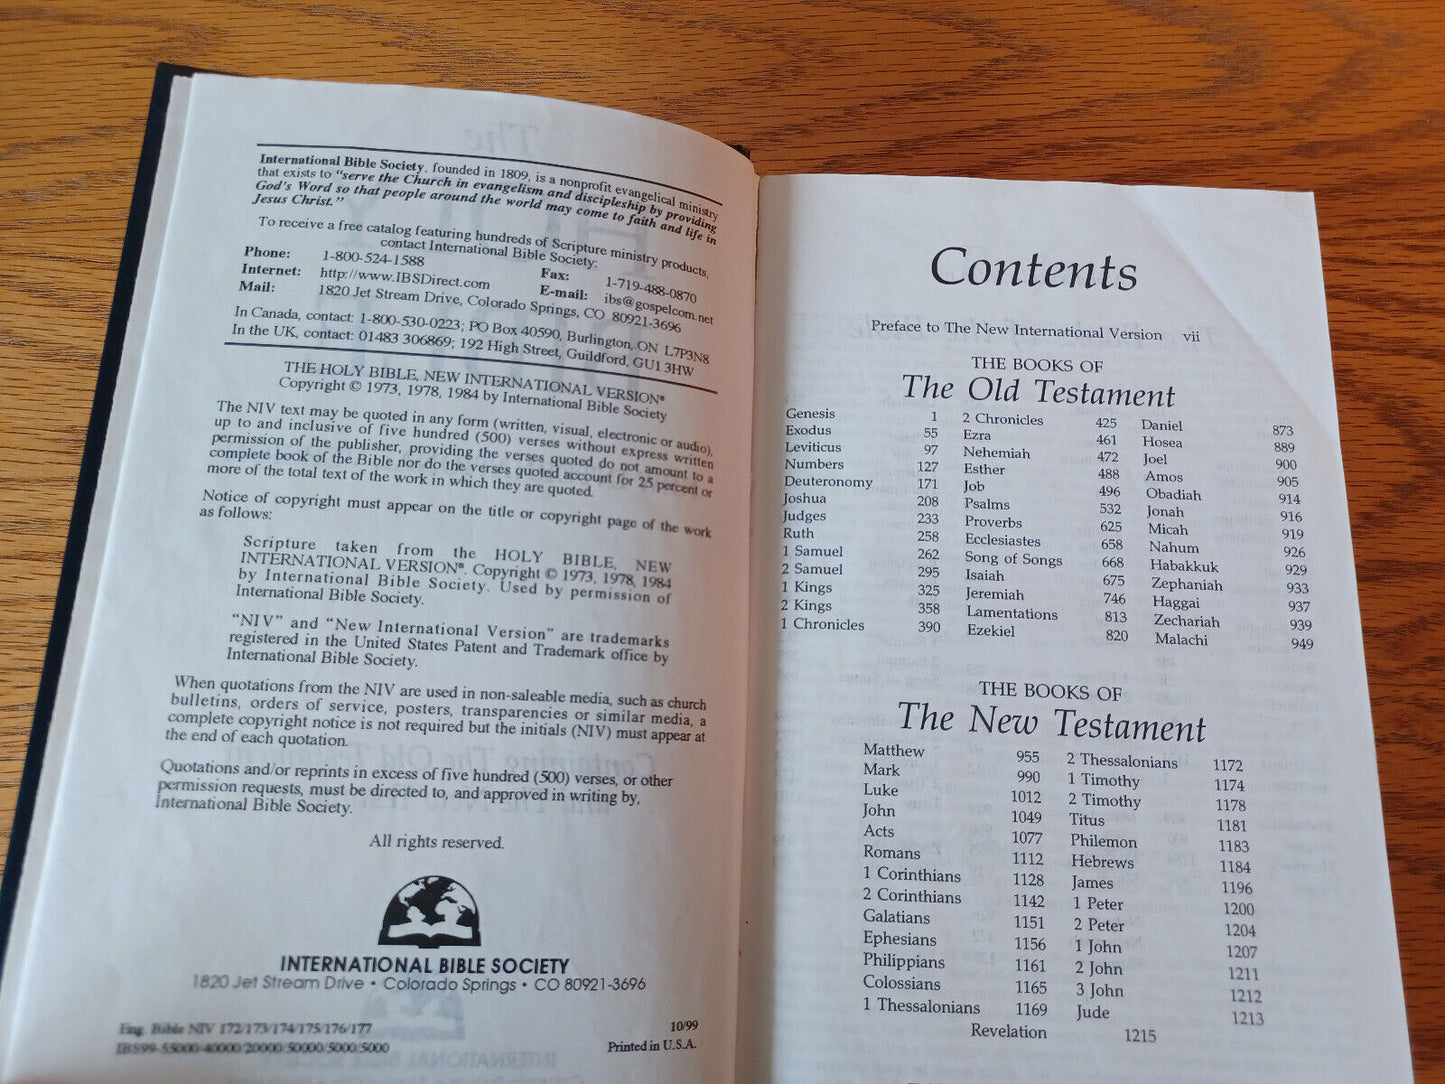 International Bible Society, founded in 1809, is a nonprofit evangelical ministry
that exists to "serve the Church in evangelism and discipleship by providing
God's Word so that people around the world may come to faith and life in
Jesus Christ."
To receive a free catalog featuring hundreds of Scripture ministry products,
contact International Bible Society:
Phone: 1-800-524-1588 Fax: 1-719-488-0870
Internet: http://www.IBSDirect.com E-mail: ibs@gospelcom.net
Mail: 1820 Jet Stream Drive, Colorado Springs, CO 80921-3696
In Canada, contact: 1-800-530-0223; PO Box 40590, Burlington, ON L7P3N8
In the UK, contact: 01483 306869; 192 High Street, Guildford, GU1 3HW
THE HOLY BIBLE, NEW INTERNATIONAL VERSION®
Copyright © 1973, 1978, 1984 by International Bible Society
The NIV text may be quoted in any form (written, visual, electronic or audio),
up to and inclusive of five hundred (500) verses without express written
permission of the publisher, providing the verses quoted do not amount to a
complete book of the Bible nor do the verses quoted account for 25 percent or
more of the total text of the work in which they are quoted.
Notice of copyright must appear on the title or copyright page of the work
as follows:
Scripture taken from the HOLY BIBLE, NEW
INTERNATIONAL VERSION®. Copyright © 1973, 1978, 1984
by International Bible Society. Used by permission of
International Bible Society.
"NIV" and "New International Version" are trademarks
registered in the United States Patent and Trademark office by
International Bible Society.
When quotations from the NIV are used in non-saleable media, such as church
bulletins, orders of service, posters, transparencies or similar media, a
complete copyright notice is not required but the initials (NIV) must appear at
the end of each quotation.
Quotations and/or reprints in excess of five hundred (500) verses, or other
permission requests, must be directed to, and approved in writing by,
International Bible Society.
All rights reserved.
INTERNATIONAL BIBLE SOCIETY
1820 Jet Stream Drive • Colorado Springs • CO 80921-3696
Eng. Bible NIV 172/173/174/175/176/177 10/99
IBS99-55000-40000/20000/50000/5000/5000 Printed in U.S.A.
Contents
Preface to The New International Version vii
THE BOOKS OF
The Old Testament
Genesis 1
Exodus 55
Leviticus 97
Numbers 127
Deuteronomy 171
Joshua 208
Judges 233
Ruth 258
1 Samuel 262
2 Samuel 295
1 Kings 325
2 Kings 358
1 Chronicles 390
2 Chronicles 425
Ezra 461
Nehemiah 472
Esther 488
Job 496
Psalms 532
Proverbs 625
Ecclesiastes 658
Song of Songs 668
Isaiah 675
Jeremiah 746
Lamentations 813
Ezekiel 820
Daniel 873
Hosea 889
Joel 900
Amos 905
Obadiah 914
Jonah 916
Micah 919
Nahum 926
Habakkuk 929
Zephaniah 933
Haggai 937
Zechariah 939
Malachi 949
THE BOOKS OF
The New Testament
Matthew 955
Mark 990
Luke 1012
John 1049
Acts 1077
Romans 1112
1 Corinthians 1128
2 Corinthians 1142
Galatians 1151
Ephesians 1156
Philippians 1161
Colossians 1165
1 Thessalonians 1169
2 Thessalonians 1172
1 Timothy 1174
2 Timothy 1178
Titus 1181
Philemon 1183
Hebrews 1184
James 1196
1 Peter 1200
2 Peter 1204
1 John 1207
2 John 1211
3 John 1212
Jude 1213
Revelation 1215